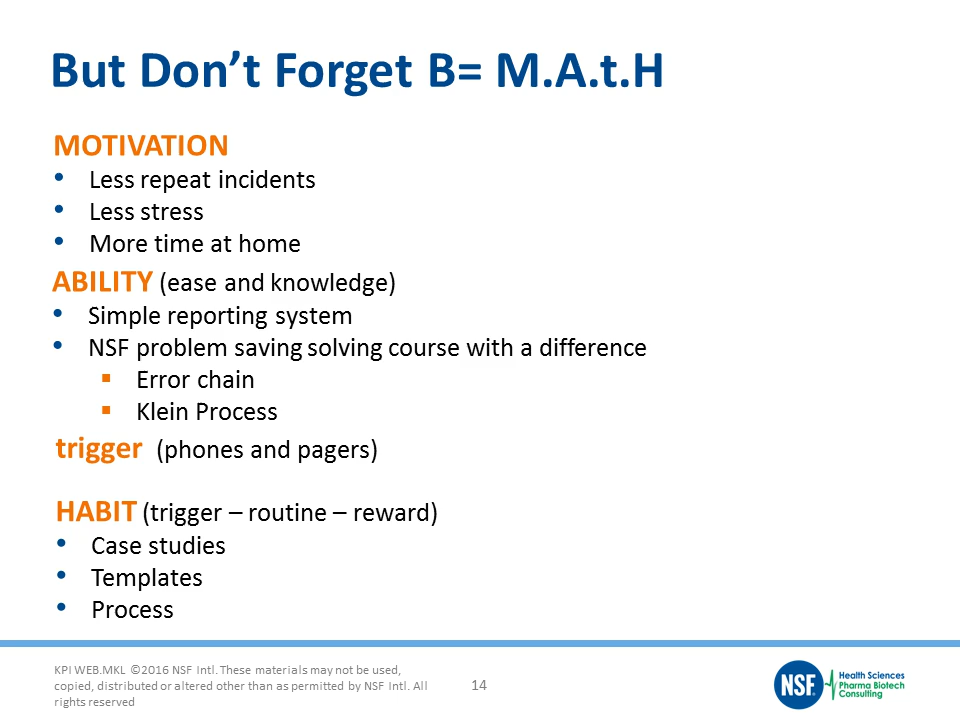 But Don’t Forget B= M.A.t.H
MOTIVATION
• Less repeat incidents
• Less stress
• More time at home
ABILITY (ease and knowledge)
• Simple reporting system
• NSF problem saving solving course with a difference
▪ Error chain
▪ Klein Process
trigger (phones and pagers)
HABIT (trigger – routine – reward)
• Case studies
• Templates
• Process
KPI WEB.MKL ©2016 NSF Intl. These materials may not be used,
copied, distributed or altered other than as permitted by NSF Intl. All
rights reserved
14
NSF
Health Sciences
Pharma Biotech
Consulting